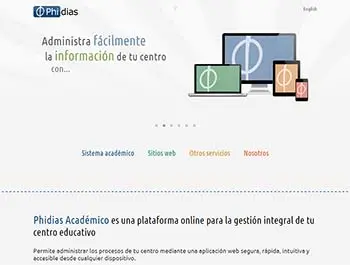 Phidias
English
Administra fácilmente
la información de tu centro
con...
Sistema académico Sitios web Otros servicios Nosotros
Phidias Académico es una plataforma online para la gestión integral de tu
centro educativo
Permite administrar los procesos de tu centro mediante una aplicación web segura, rápida, intuitiva y
accesible desde cualquier dispositivo.